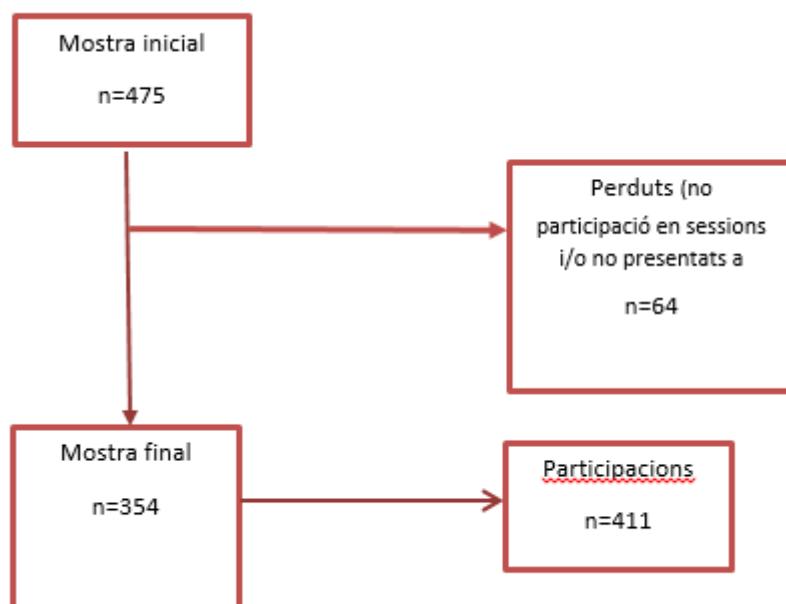 Mostra inicial
n=475
Perduts (no
participació en sessions
i/o no presentats a
n=64
Mostra final
n=354
Participacions
n=411